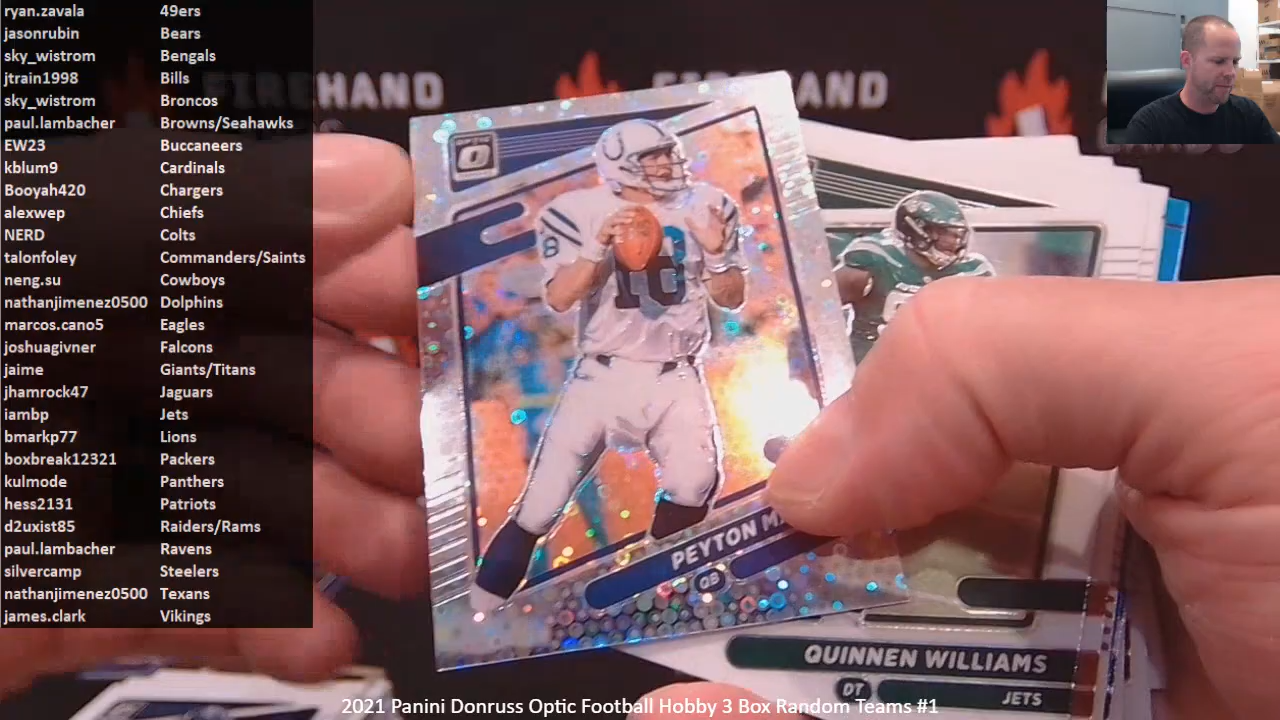 ryan.zavala 49ers
jasonrubin Bears
sky_wistrom Bengals
jtrain1998 Bills
sky_wistrom Broncos
paul.lambacher Browns/Seahawks
EW23 Buccaneers
kblum9 Cardinals
Booyah420 Chargers
alexwep Chiefs
NERD Colts
talonfoley Commanders/Saints
neng.su Cowboys
nathanjimenez0500 Dolphins
marcos.cano5 Eagles
joshuagivner Falcons
jaime Giants/Titans
jhamrock47 Jaguars
iambp Jets
bmarkp77 Lions
boxbreak12321 Packers
kulmode Panthers
hess2131 Patriots
d2uxist85 Raiders/Rams
paul.lambacher Ravens
silvercamp Steelers
nathanjimenez0500 Texans
james.clark Vikings
OPTIC
18
PEYTON
QB
QUINNEN WILLIAMS
DT
JETS
2021 Panini Donruss Optic Football Hobby 3 Box Random Teams #1